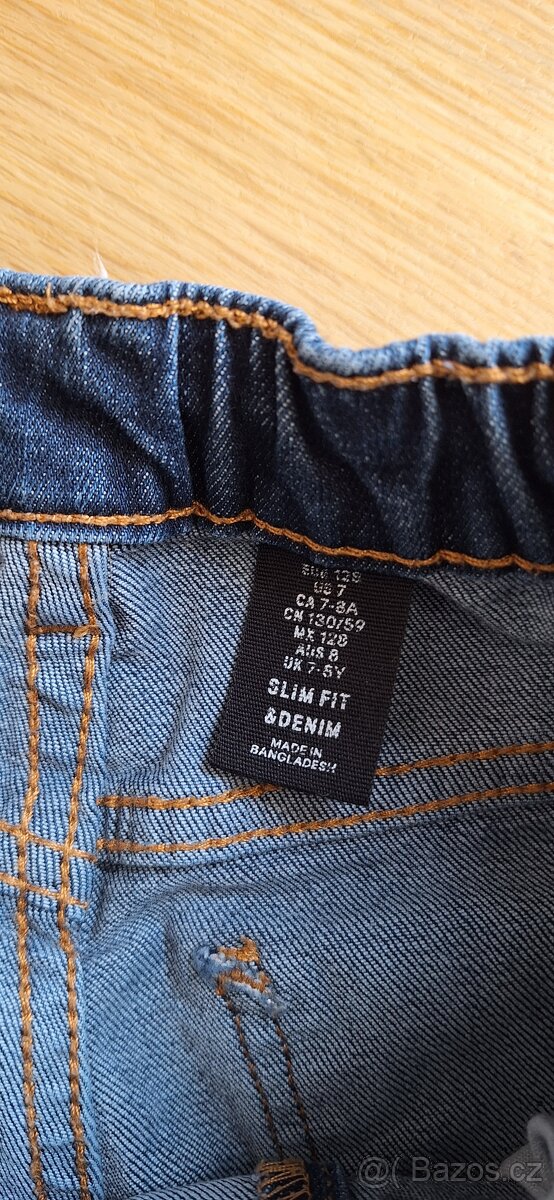 EUR 128
US 7
CA 7-8A
CN 130/59
MX 128
AUS 8
UK 7-8Y
SLIM FIT
&DENIM
MADE IN
BANGLADESH
@( Bazos.cz